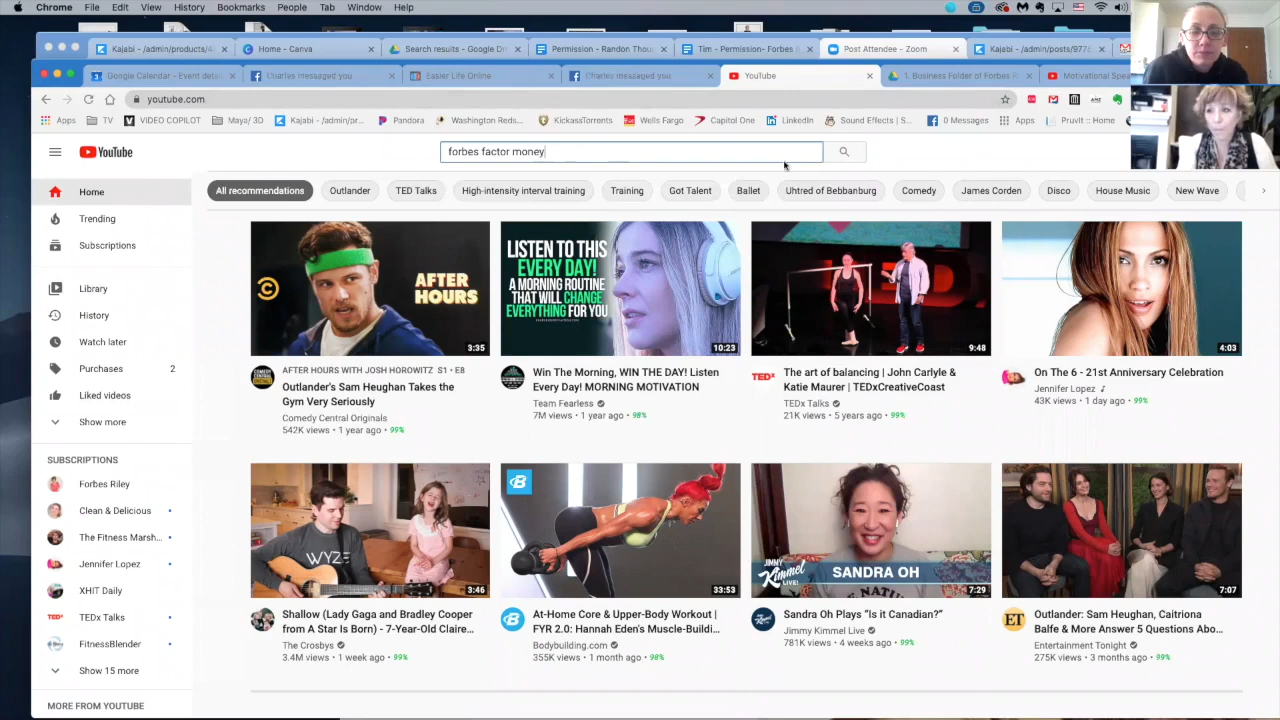 Chrome File Edit View History Bookmarks People Tab Window Help
Kajabi - /admin/products/4
Home - Canva
Search results - Google Dr
Permission - Randon Thou
Tim - Permission- Forbes
Post Attendee - Zoom
Kajabi - /admin/posts/977
Google Calendar - Event detai
Charles messaged you
Easier Life Online
Charles messaged you
YouTube
1. Business Folder of Forbes R
Motivational Spea
youtube.com
Apps TV VIDEO COPILOT Maya/ 3D Kajabi - /admin/pr... Pandora Washington Reds... KickassTorrents Wells Fargo Capital One LinkedIn Sound Effects | S... 0 Messages PruvIt :: Home
YouTube
forbes factor money
All recommendations Outlander TED Talks High-intensity interval training Training Got Talent Ballet Uhtred of Bebbanburg Comedy James Corden Disco House Music New Wave
Home
Trending
Subscriptions
Library
History
Watch later
Purchases 2
Liked videos
Show more
SUBSCRIPTIONS
Forbes Riley
Clean & Delicious
The Fitness Marsh...
Jennifer Lopez
XHIT Daily
TEDx Talks
FitnessBlender
Show 15 more
MORE FROM YOUTUBE
AFTER
HOURS
3:35
AFTER HOURS WITH JOSH HOROWITZ S1 • E8
Outlander's Sam Heughan Takes the
Gym Very Seriously
Comedy Central Originals
542K views • 1 year ago • 99%
LISTEN TO THIS
EVERY DAY!
A MORNING ROUTINE
THAT WILL CHANGE
EVERYTHING FOR YOU
10:23
Win The Morning, WIN THE DAY! Listen
Every Day! MORNING MOTIVATION
Team Fearless
7M views • 1 year ago • 98%
9:48
TEDx
The art of balancing | John Carlyle &
Katie Maurer | TEDxCreativeCoast
TEDx Talks
21K views • 5 years ago • 99%
4:03
On The 6 - 21st Anniversary Celebration
Jennifer Lopez
43K views • 1 day ago • 99%
WYZE
3:46
Shallow (Lady Gaga and Bradley Cooper
from A Star Is Born) - 7-Year-Old Claire...
The Crosbys
3.4M views • 1 week ago • 99%
B
33:53
B
At-Home Core & Upper-Body Workout |
FYR 2.0: Hannah Eden's Muscle-Buildi...
Bodybuilding.com
355K views • 1 month ago • 98%
JIMMY
KIMMEL
LIVE!
SANDRA OH
7:29
Sandra Oh Plays "Is it Canadian?"
Jimmy Kimmel Live
781K views • 4 weeks ago • 99%
7:07
ET
Outlander: Sam Heughan, Caitriona
Balfe & More Answer 5 Questions Abo...
Entertainment Tonight
275K views • 3 months ago • 99%